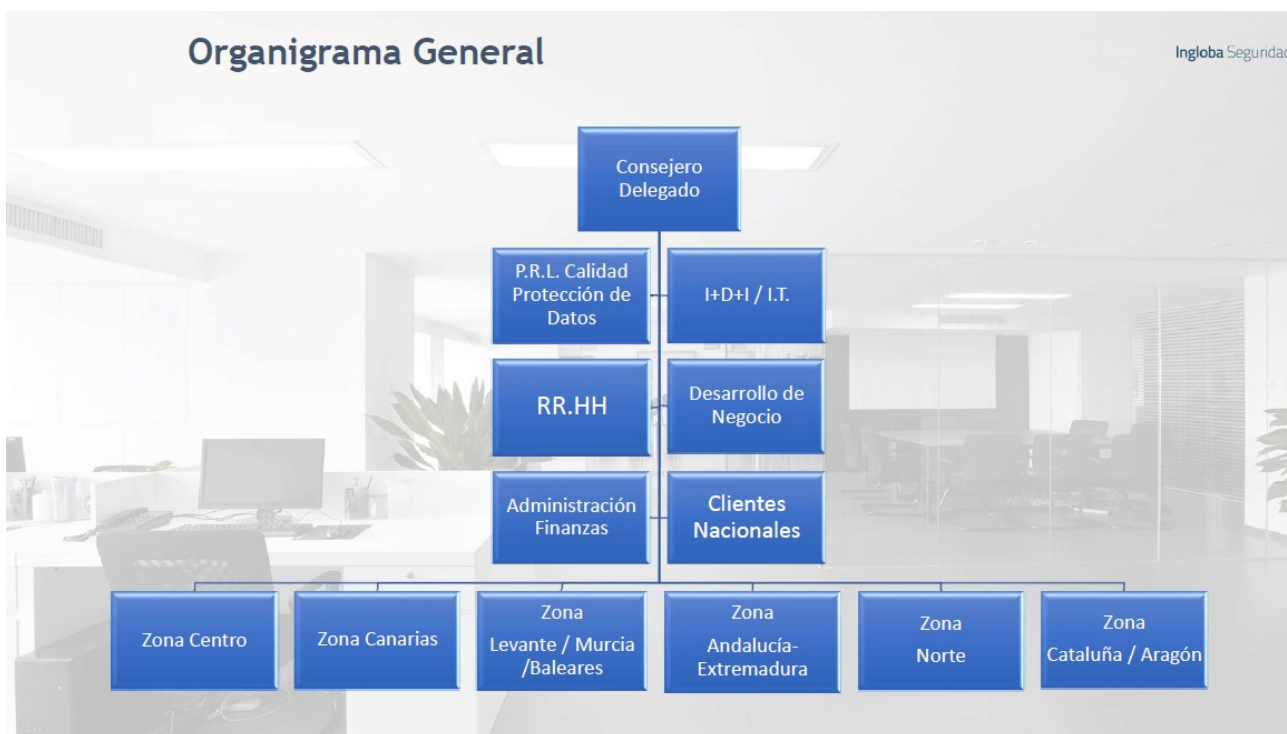 Organigrama General
Ingloba Seguridad
Consejero
Delegado
P.R.L. Calidad
Protección de
Datos
I+D+I / I.T.
RR.HH
Desarrollo de
Negocio
Administración
Finanzas
Clientes
Nacionales
Zona Centro
Zona Canarias
Zona
Levante / Murcia
/Baleares
Zona
Andalucía-
Extremadura
Zona
Norte
Zona
Cataluña / Aragón